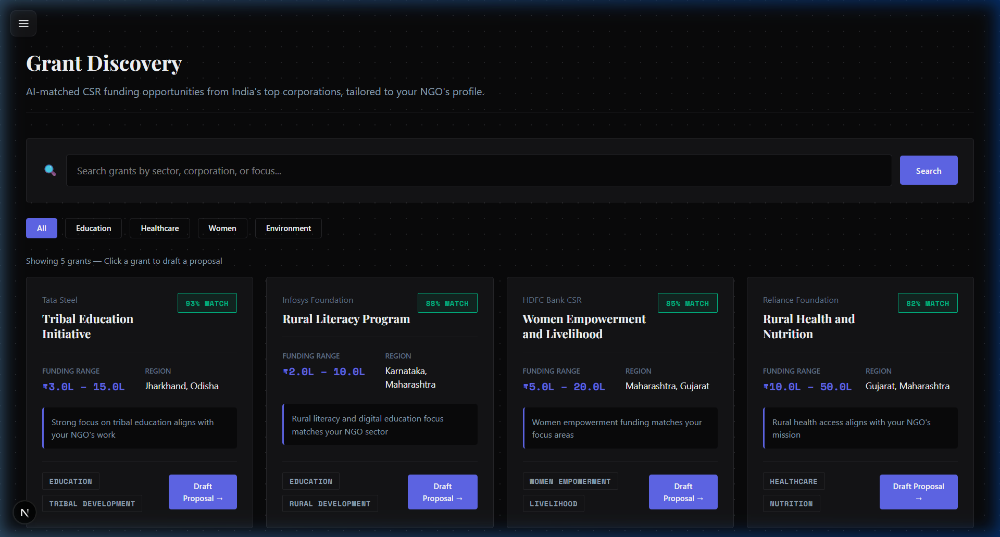 Grant Discovery
AI-matched CSR funding opportunities from India's top corporations, tailored to your NGO's profile.
Search grants by sector, corporation, or focus...
Search
All
Education
Healthcare
Women
Environment
Showing 5 grants — Click a grant to draft a proposal
Tata Steel
93% MATCH
Tribal Education
Initiative
FUNDING RANGE
REGION
₹3.0L - 15.0L
Jharkhand, Odisha
Strong focus on tribal education aligns with
your NGO's work
EDUCATION
TRIBAL DEVELOPMENT
Draft
Proposal →
Infosys Foundation
88% MATCH
Rural Literacy Program
FUNDING RANGE
REGION
₹2.0L - 10.0L
Karnataka,
Maharashtra
Rural literacy and digital education focus
matches your NGO sector
EDUCATION
RURAL DEVELOPMENT
Draft
Proposal →
HDFC Bank CSR
85% MATCH
Women Empowerment
and Livelihood
FUNDING RANGE
REGION
₹5.0L - 20.0L
Maharashtra, Gujarat
Women empowerment funding matches your
focus areas
WOMEN EMPOWERMENT
LIVELIHOOD
Draft
Proposal →
Reliance Foundation
82% MATCH
Rural Health and
Nutrition
FUNDING RANGE
REGION
₹10.0L - 50.0L
Gujarat, Maharashtra
Rural health access aligns with your NGO's
mission
HEALTHCARE
NUTRITION
Draft Proposal
→
N